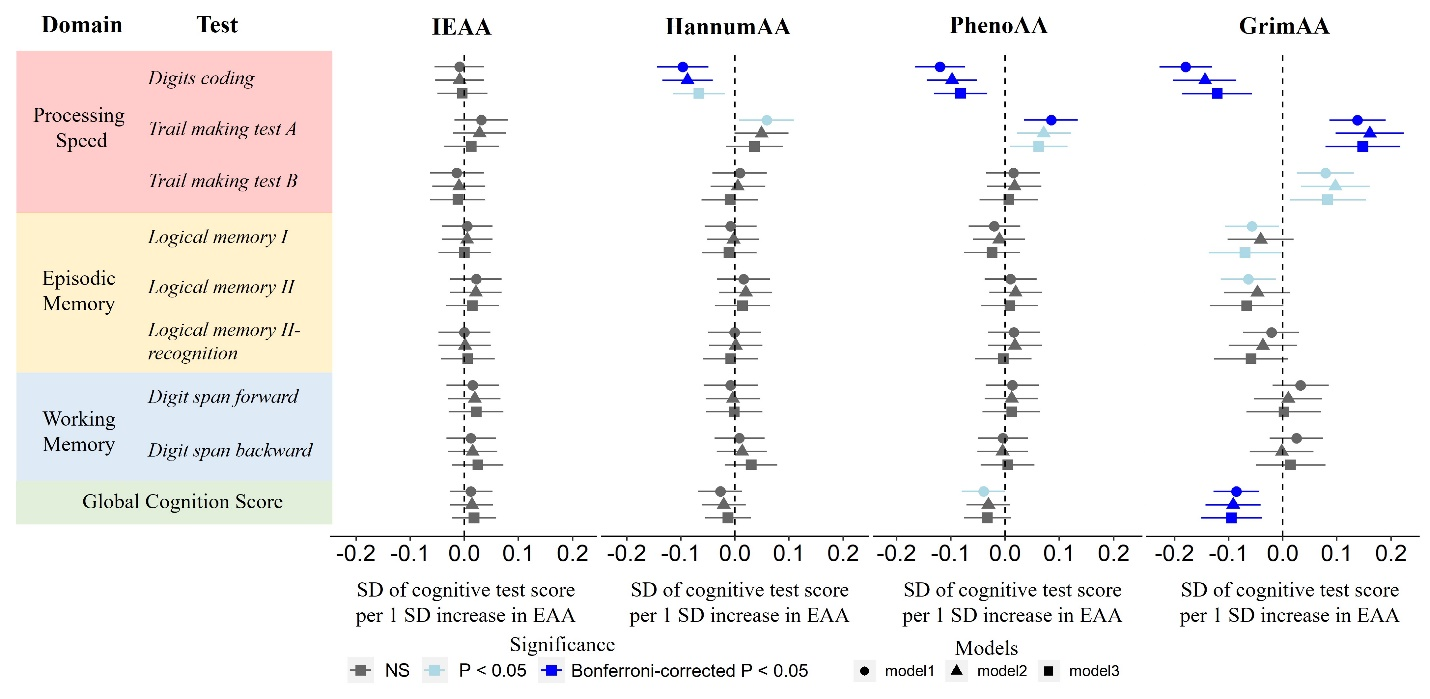 Domain Test IEAA HannumAA PhenoAA GrimAA
Digits coding
Processing
Speed
Trail making test A
Trail making test B
Logical memory I
Episodic
Memory
Logical memory II
Logical memory II-
recognition
Digit span forward
Working
Memory
Digit span backward
Global Cognition Score
-0.2 -0.1 0.0 0.1 0.2 -0.2 -0.1 0.0 0.1 0.2 -0.2 -0.1 0.0 0.1 0.2 -0.2 -0.1 0.0 0.1 0.2
SD of cognitive test score
per 1 SD increase in EAA
SD of cognitive test score
per 1 SD increase in EAA
SD of cognitive test score
per 1 SD increase in EAA
SD of cognitive test score
per 1 SD increase in EAA
Significance
NS P < 0.05 Bonferroni-corrected P < 0.05
Models
model1 model2 model3